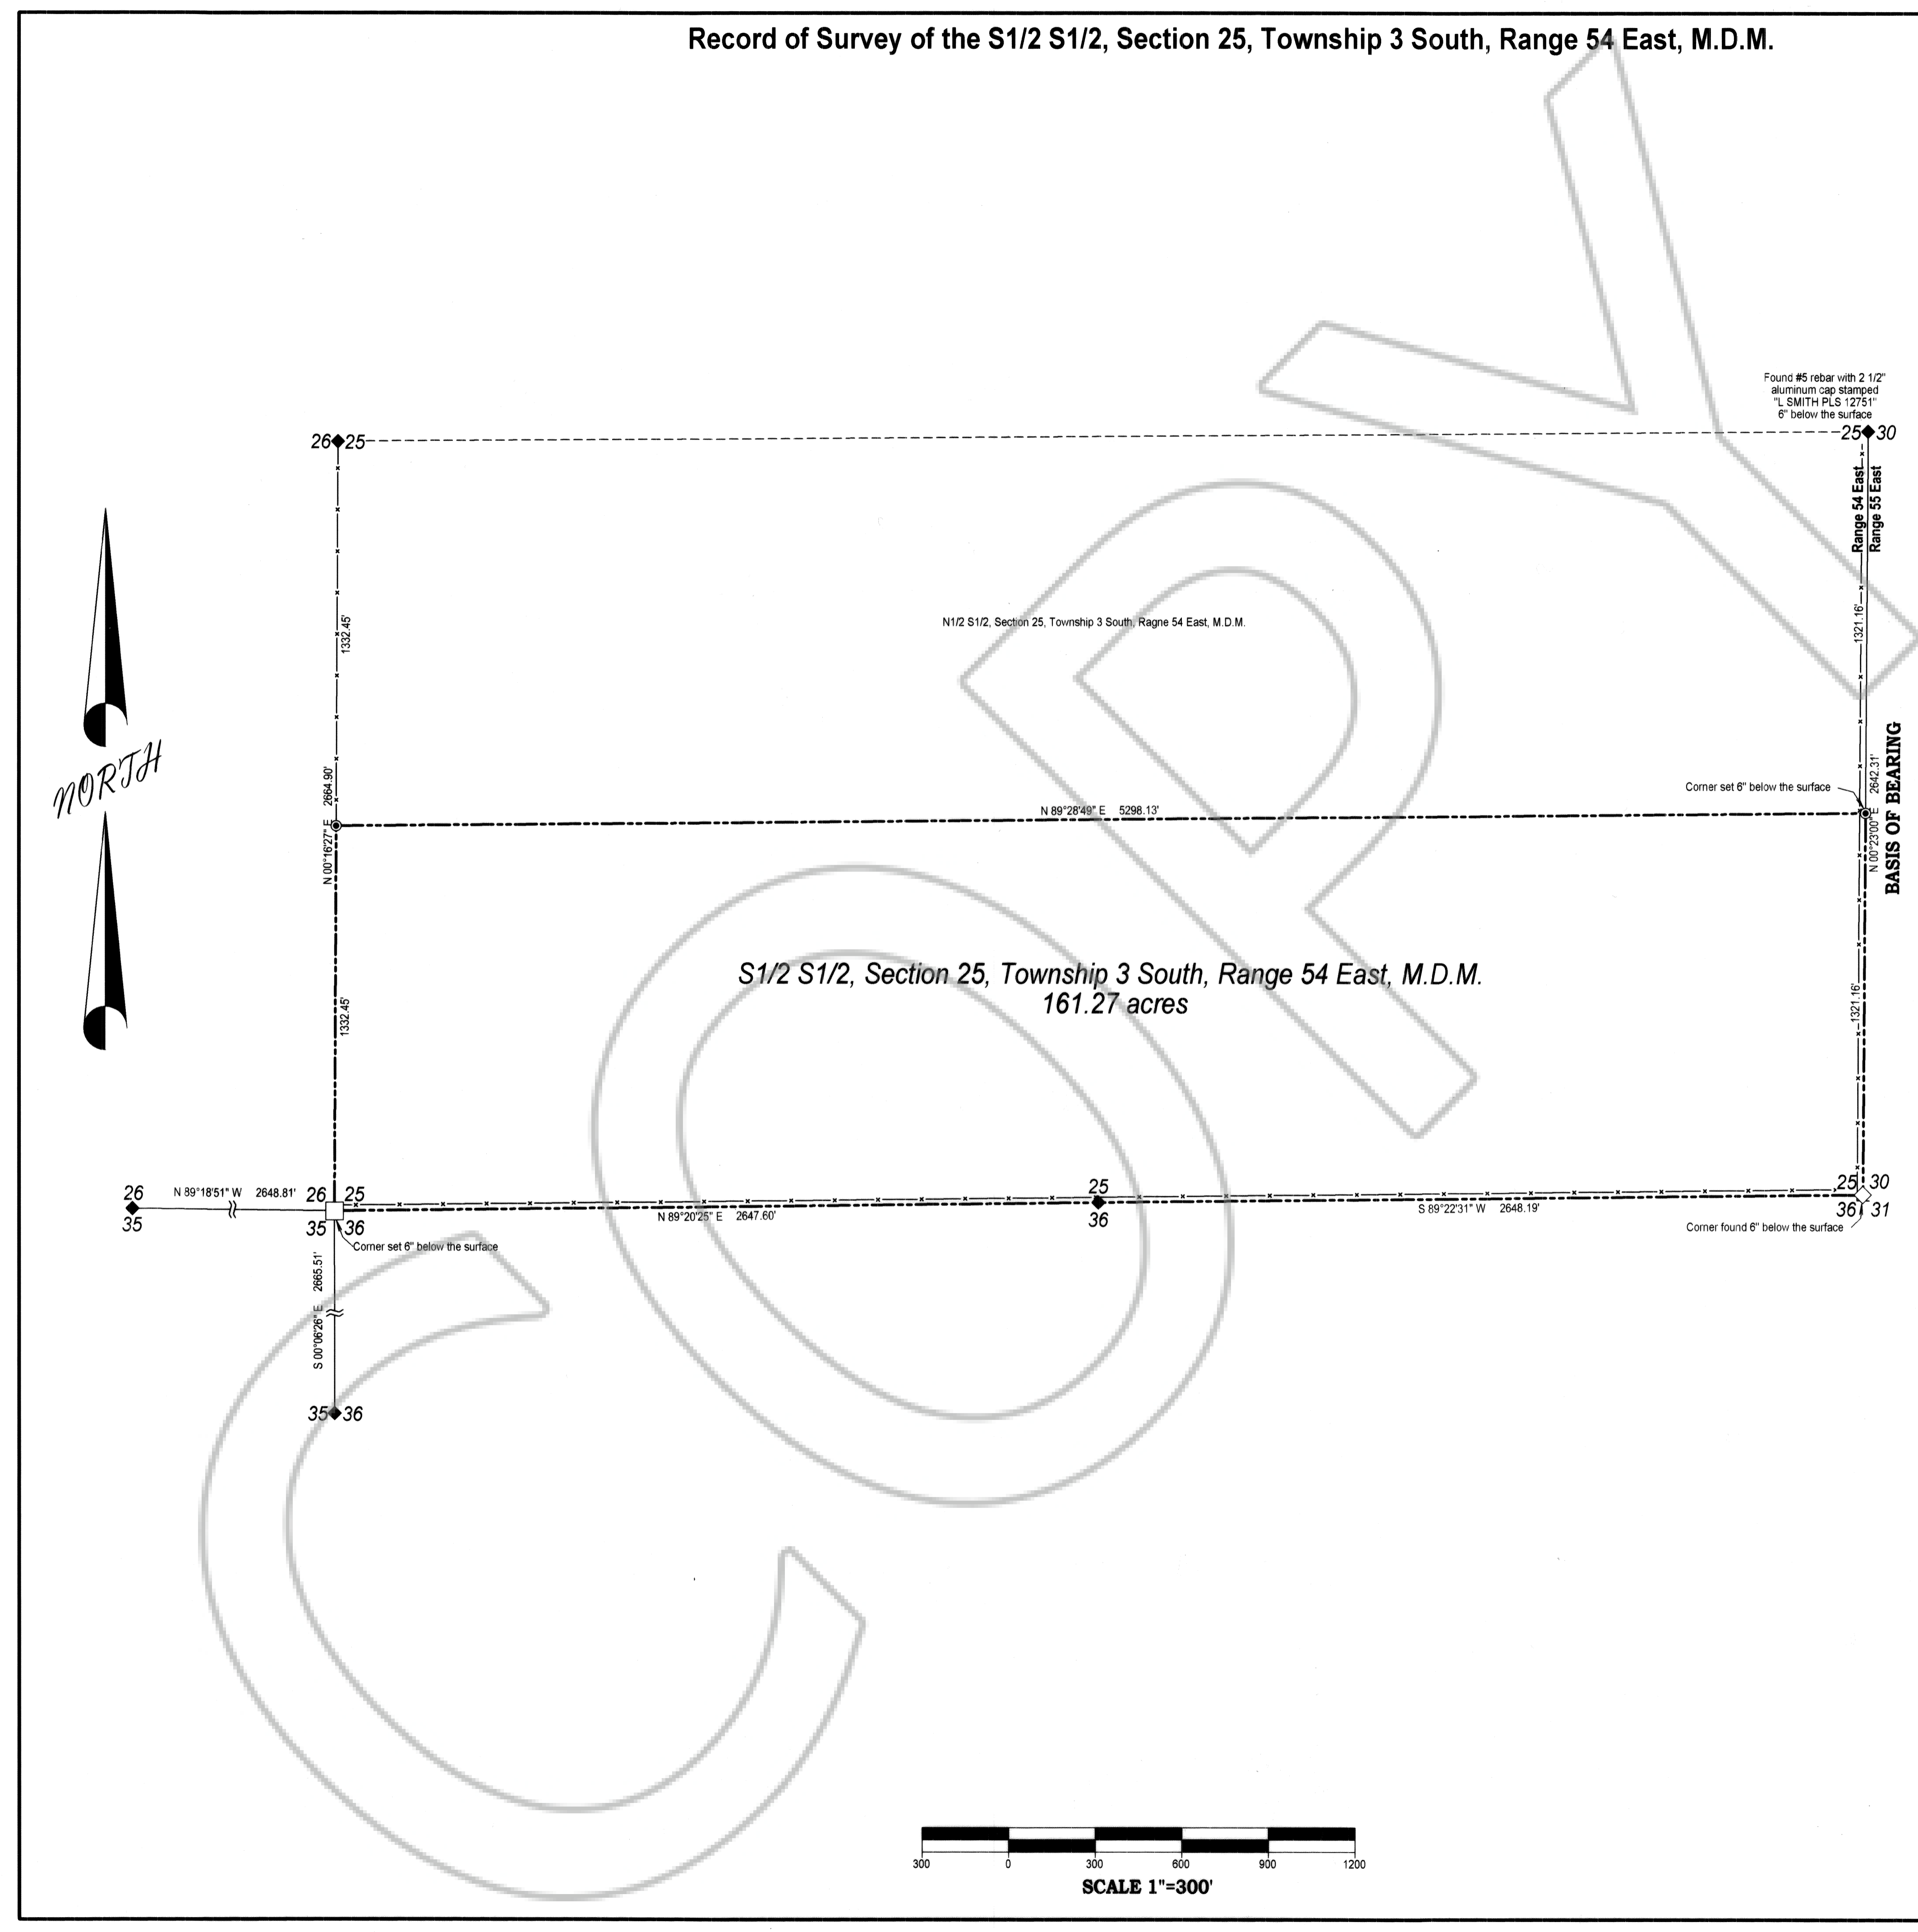 Record of Survey of the S1/2 S1/2, Section 25, Township 3 South, Range 54 East, M.D.M.
Found #5 rebar with 2 1/2"
aluminum cap stamped
"L SMITH PLS 12751"
6" below the surface
26 25
25 30
Range 54 East
Range 55 East
1332.45'
N1/2 S1/2, Section 25, Township 3 South, Ragne 54 East, M.D.M.
1321.16'
NORTH
N 00°16'27" E 2664.90'
N 89°28'49" E 5298.13'
Corner set 6" below the surface
N 00°23'00" E 2642.31'
BASIS OF BEARING
S1/2 S1/2, Section 25, Township 3 South, Range 54 East, M.D.M.
161.27 acres
1332.45'
1321.16'
26
35
N 89°18'51" W 2648.81'
26 25
35 36
Corner set 6" below the surface
N 89°20'25" E 2647.60'
25
36
S 89°22'31" W 2648.19'
25 30
36 31
Corner found 6" below the surface
S 00°06'26" E 2665.51'
35 36
COPY
300 0 300 600 900 1200
SCALE 1"=300'